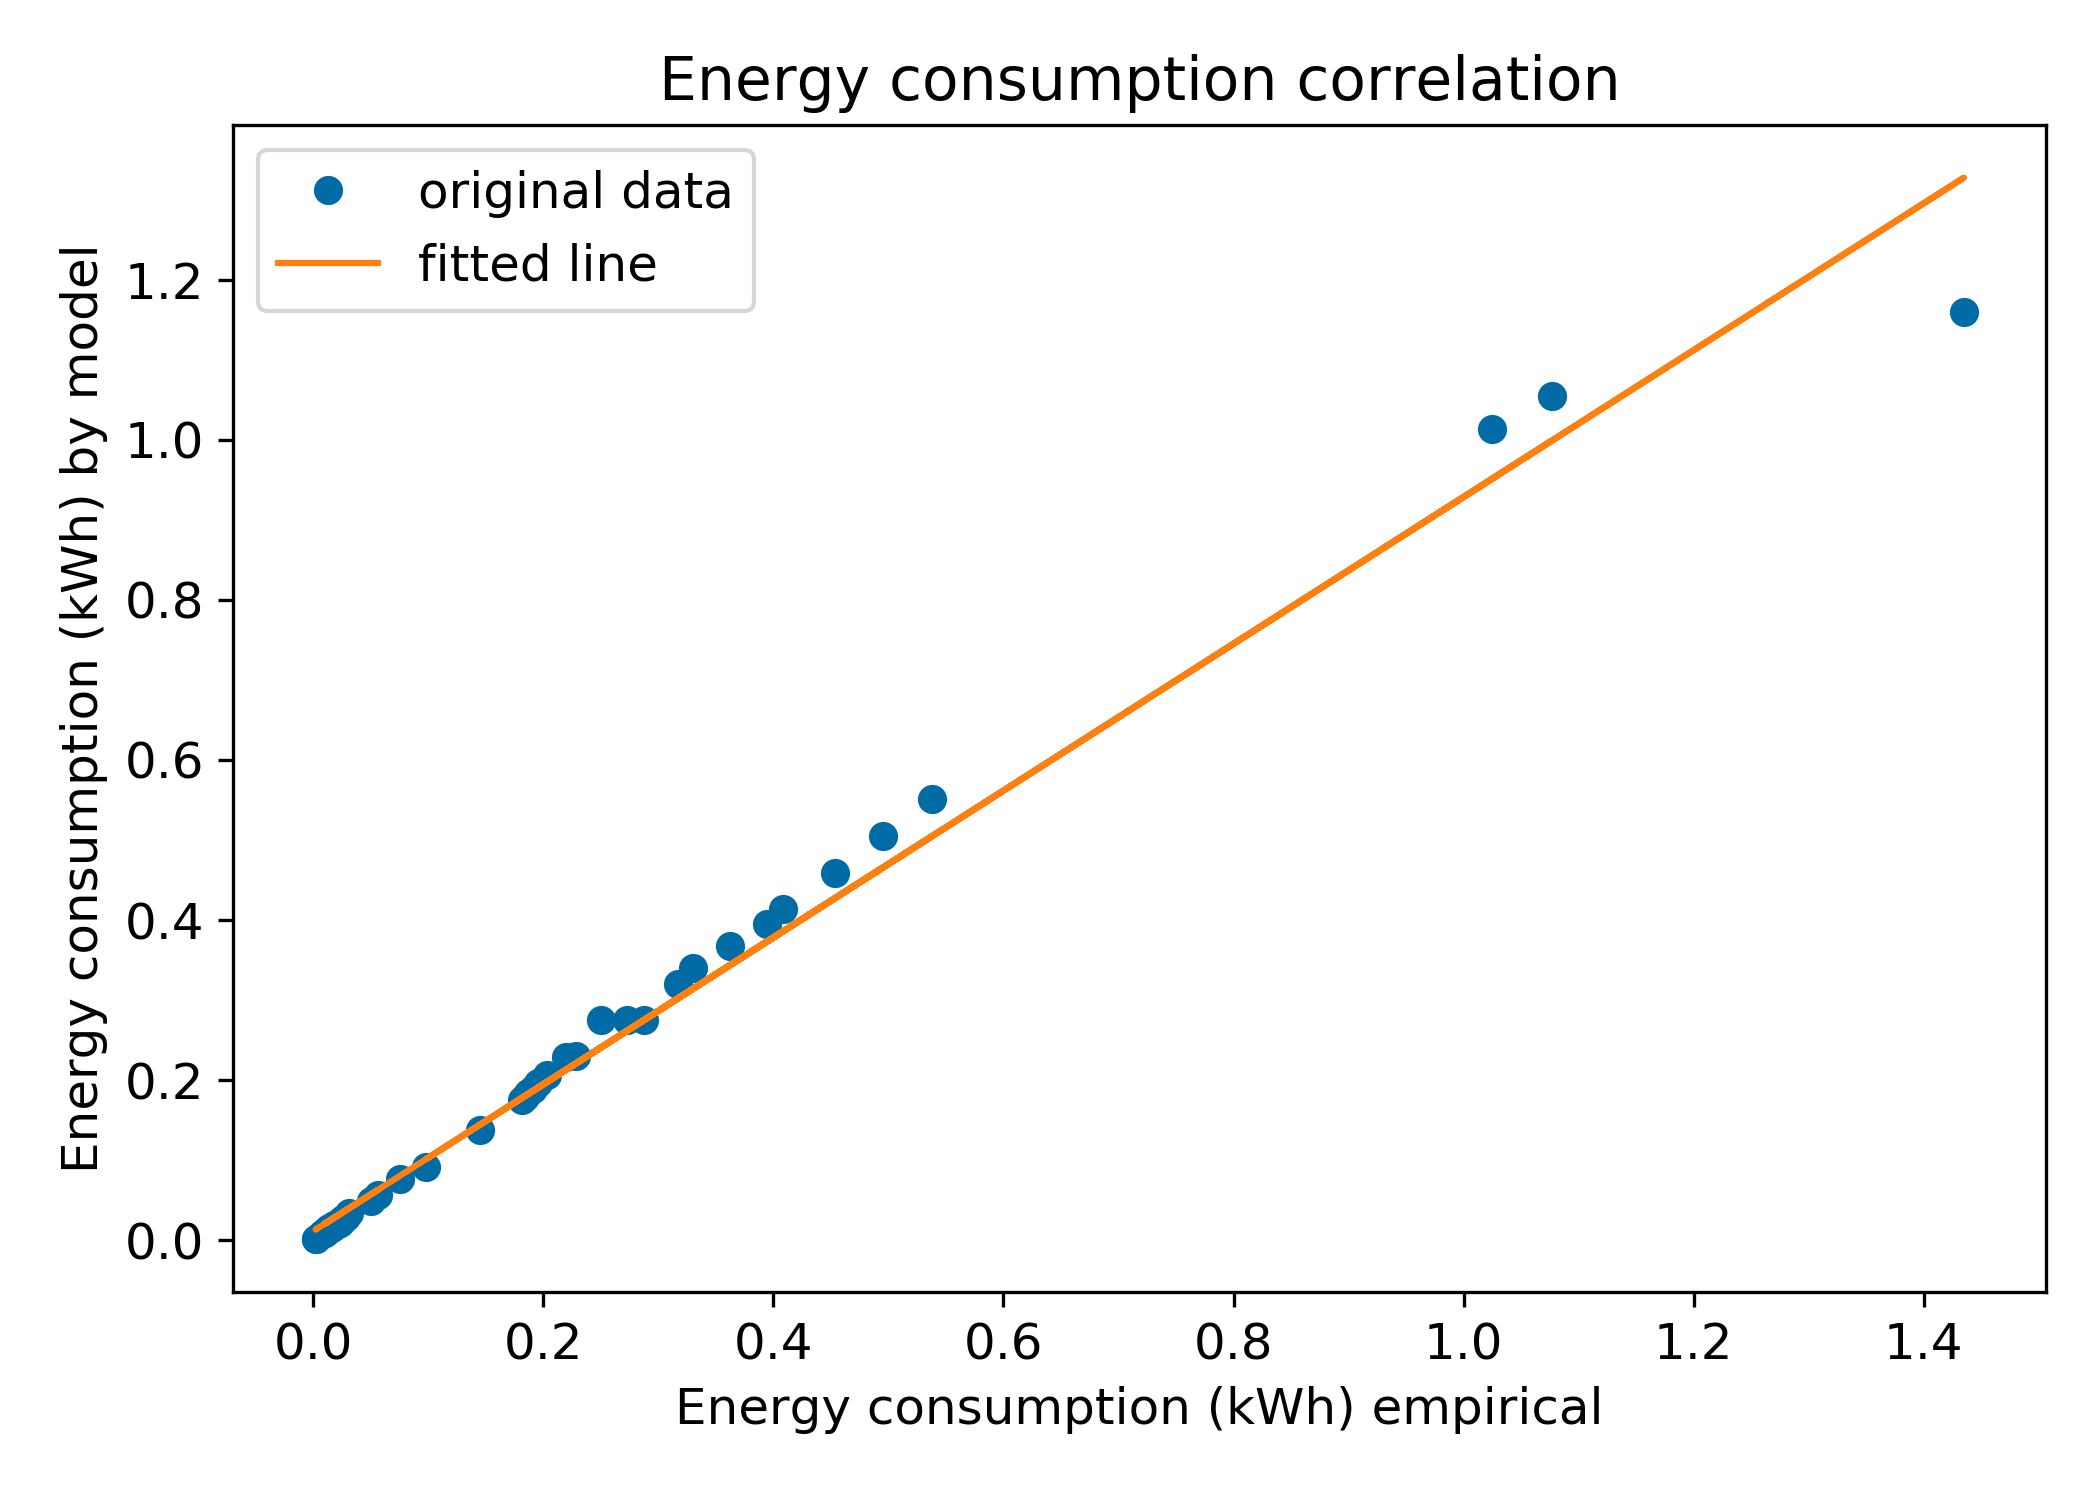 Energy consumption correlation
original data
fitted line
Energy consumption (kWh) by model
1.2
1.0
0.8
0.6
0.4
0.2
0.0
0.0 0.2 0.4 0.6 0.8 1.0 1.2 1.4
Energy consumption (kWh) empirical